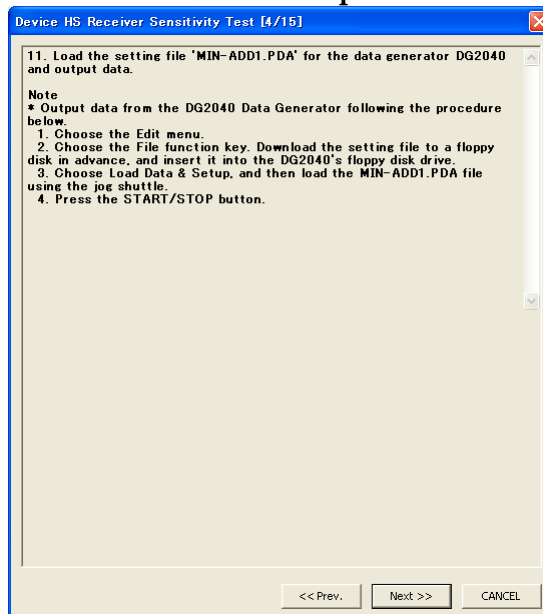 Device HS Receiver Sensitivity Test [4/15]
11. Load the setting file 'MIN-ADD1.PDA' for the data generator DG2040
and output data.
Note
* Output data from the DG2040 Data Generator following the procedure
below.
1. Choose the Edit menu.
2. Choose the File function key. Download the setting file to a floppy
disk in advance, and insert it into the DG2040's floppy disk drive.
3. Choose Load Data & Setup, and then load the MIN-ADD1.PDA file
using the jog shuttle.
4. Press the START/STOP button.
<< Prev. Next >> CANCEL